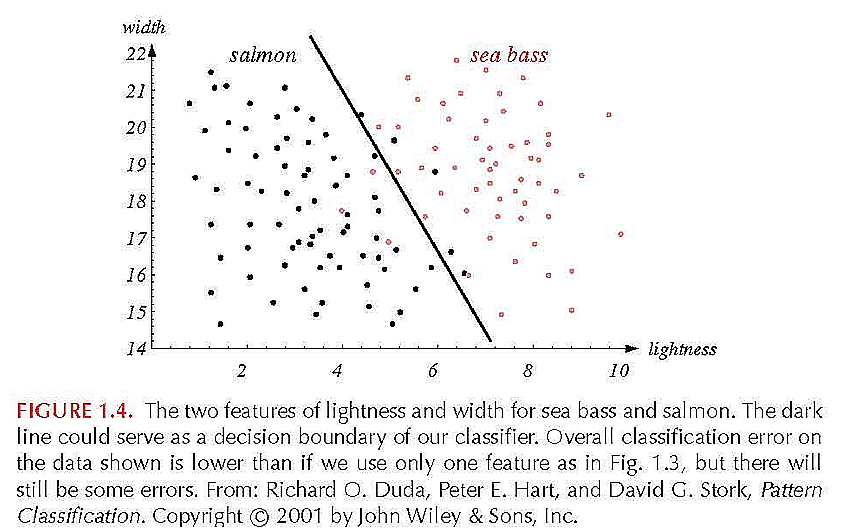 width
22
salmon
sea bass
21
20
19
18
17
16
15
14
lightness
2
4
6
8
10
FIGURE 1.4. The two features of lightness and width for sea bass and salmon. The dark
line could serve as a decision boundary of our classifier. Overall classification error on
the data shown is lower than if we use only one feature as in Fig. 1.3, but there will
still be some errors. From: Richard O. Duda, Peter E. Hart, and David G. Stork, Pattern
Classification. Copyright © 2001 by John Wiley & Sons, Inc.